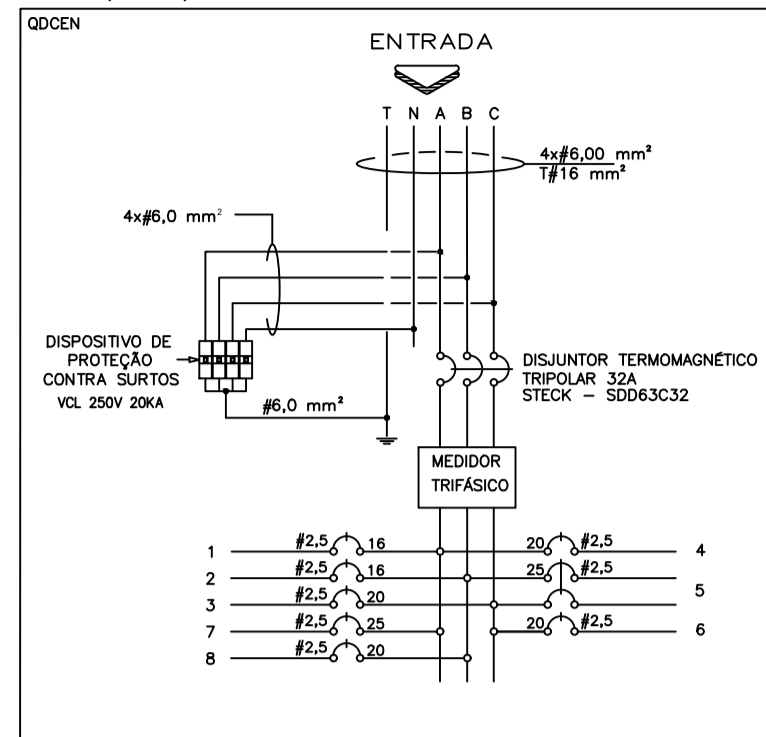 QDCEN
ENTRADA
T N A B C
4x#6,00 mm²
T#16 mm²
4x#6,0 mm²
DISPOSITIVO DE
PROTEÇÃO
CONTRA SURTOS
VCL 250V 20KA
#6,0 mm²
DISJUNTOR TERMOMAGNÉTICO
TRIPOLAR 32A
STECK – SDD63C32
MEDIDOR
TRIFÁSICO
1 #2,5 16 20 #2,5 4
2 #2,5 16 25 #2,5
5
3 #2,5 20
7 #2,5 25 20 #2,5 6
8 #2,5 20